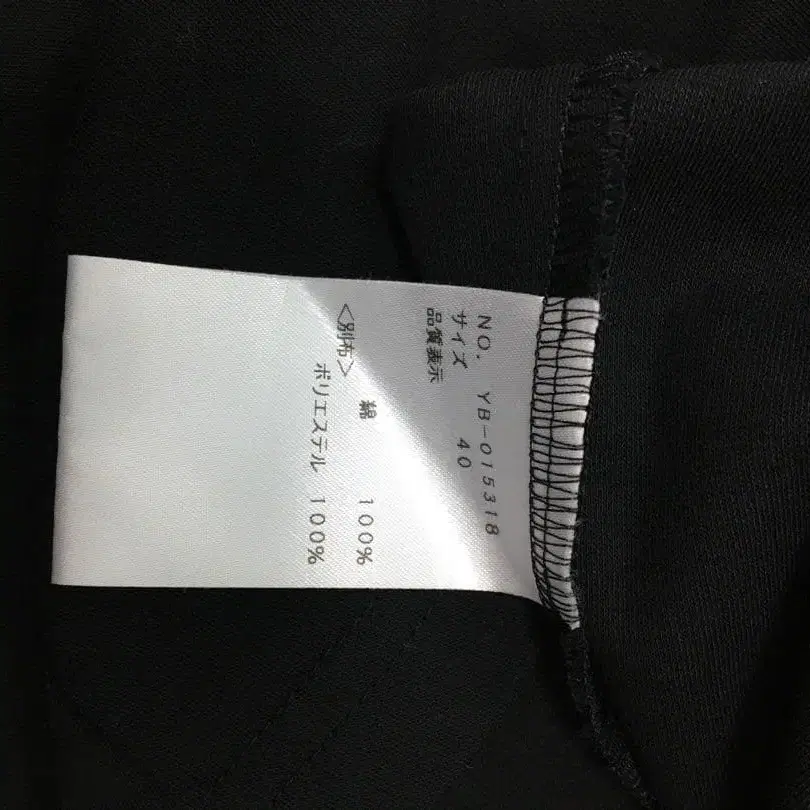 NO. YB-015318
サイズ 40
品質表示
綿 100%
<別布>
ポリエステル 100%